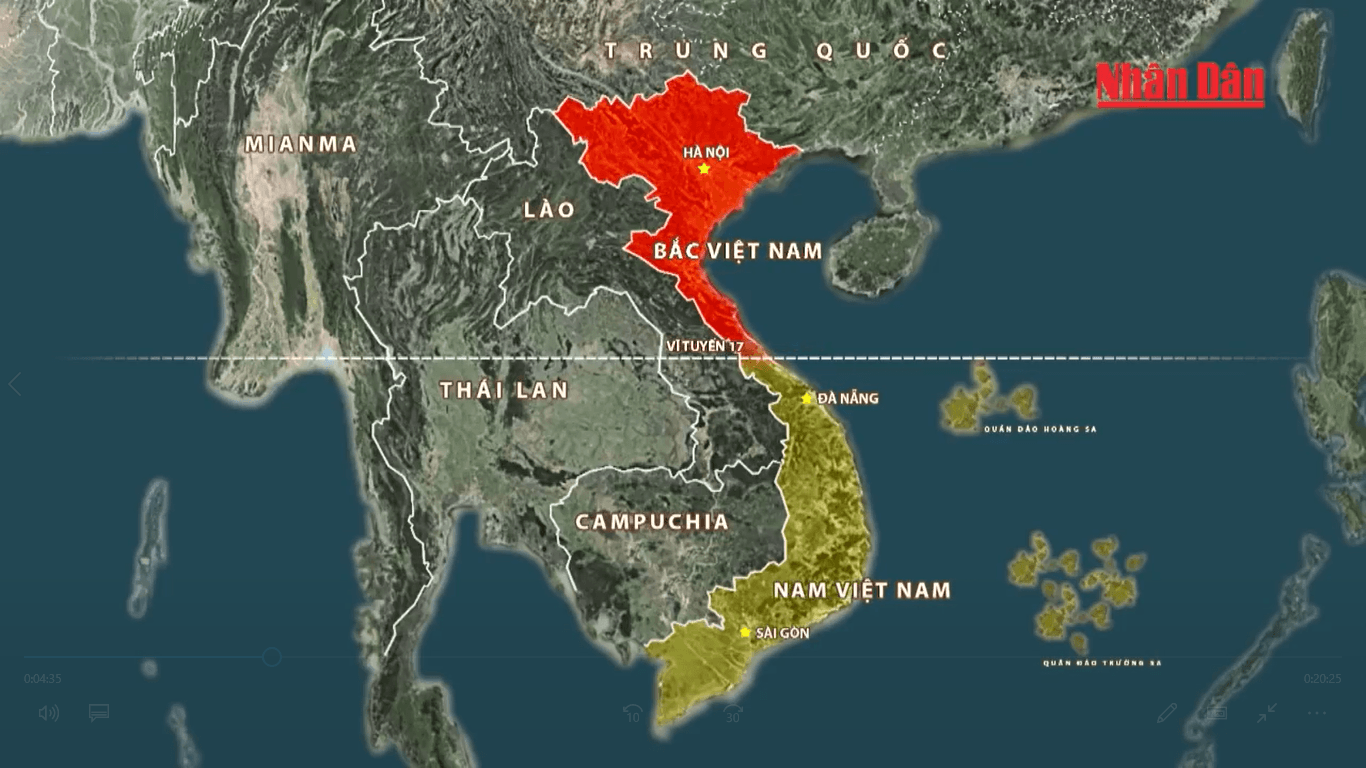 TRUNG QUỐC
Nhân Dân
MIANMA
HÀ NỘI
LÀO
BẮC VIỆT NAM
VĨ TUYẾN 17
THÁI LAN
ĐÀ NẴNG
QUẦN ĐẢO HOÀNG SA
CAMPUCHIA
NAM VIỆT NAM
SÀI GÒN
QUẦN ĐẢO TRƯỜNG SA
0:04:35
0:20:25
10
30